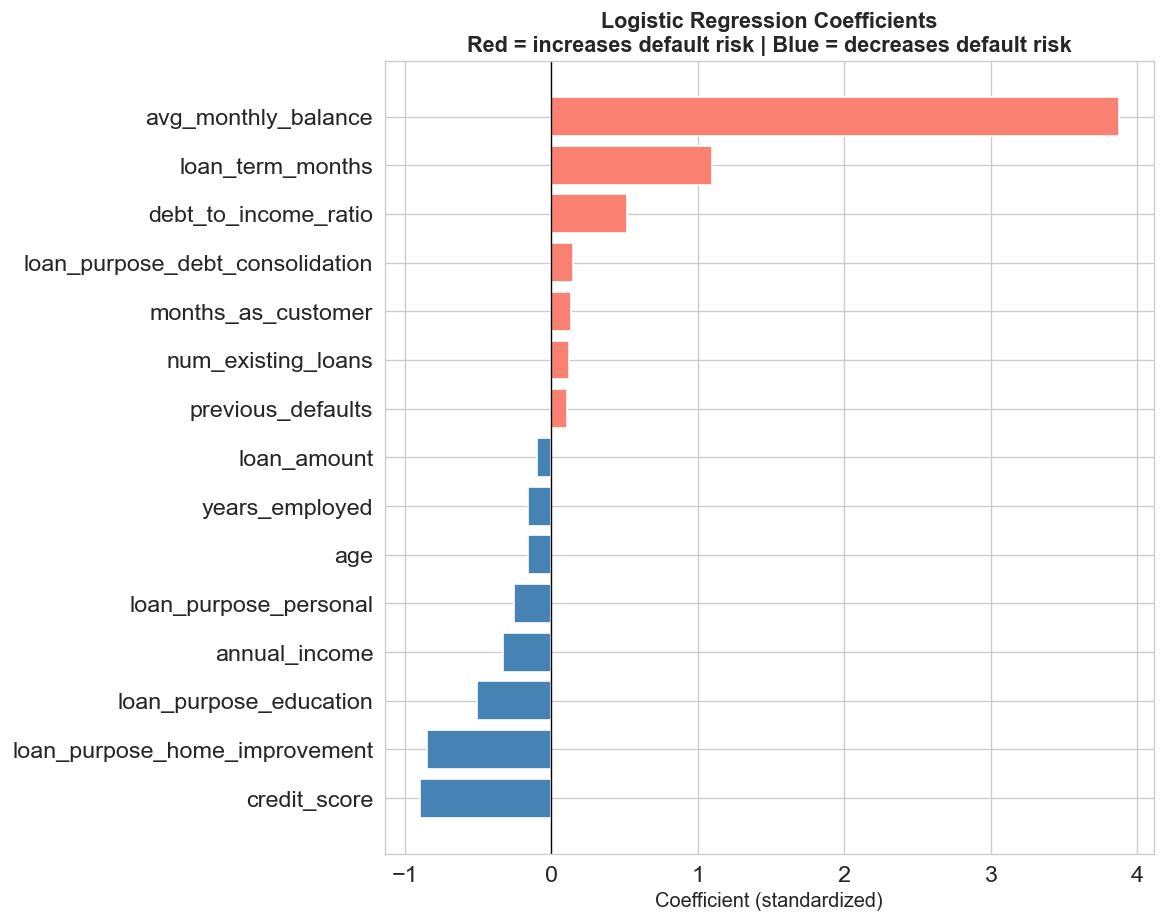 Logistic Regression Coefficients
Red = increases default risk | Blue = decreases default risk
avg_monthly_balance
loan_term_months
debt_to_income_ratio
loan_purpose_debt_consolidation
months_as_customer
num_existing_loans
previous_defaults
loan_amount
years_employed
age
loan_purpose_personal
annual_income
loan_purpose_education
loan_purpose_home_improvement
credit_score
−1 0 1 2 3 4
Coefficient (standardized)